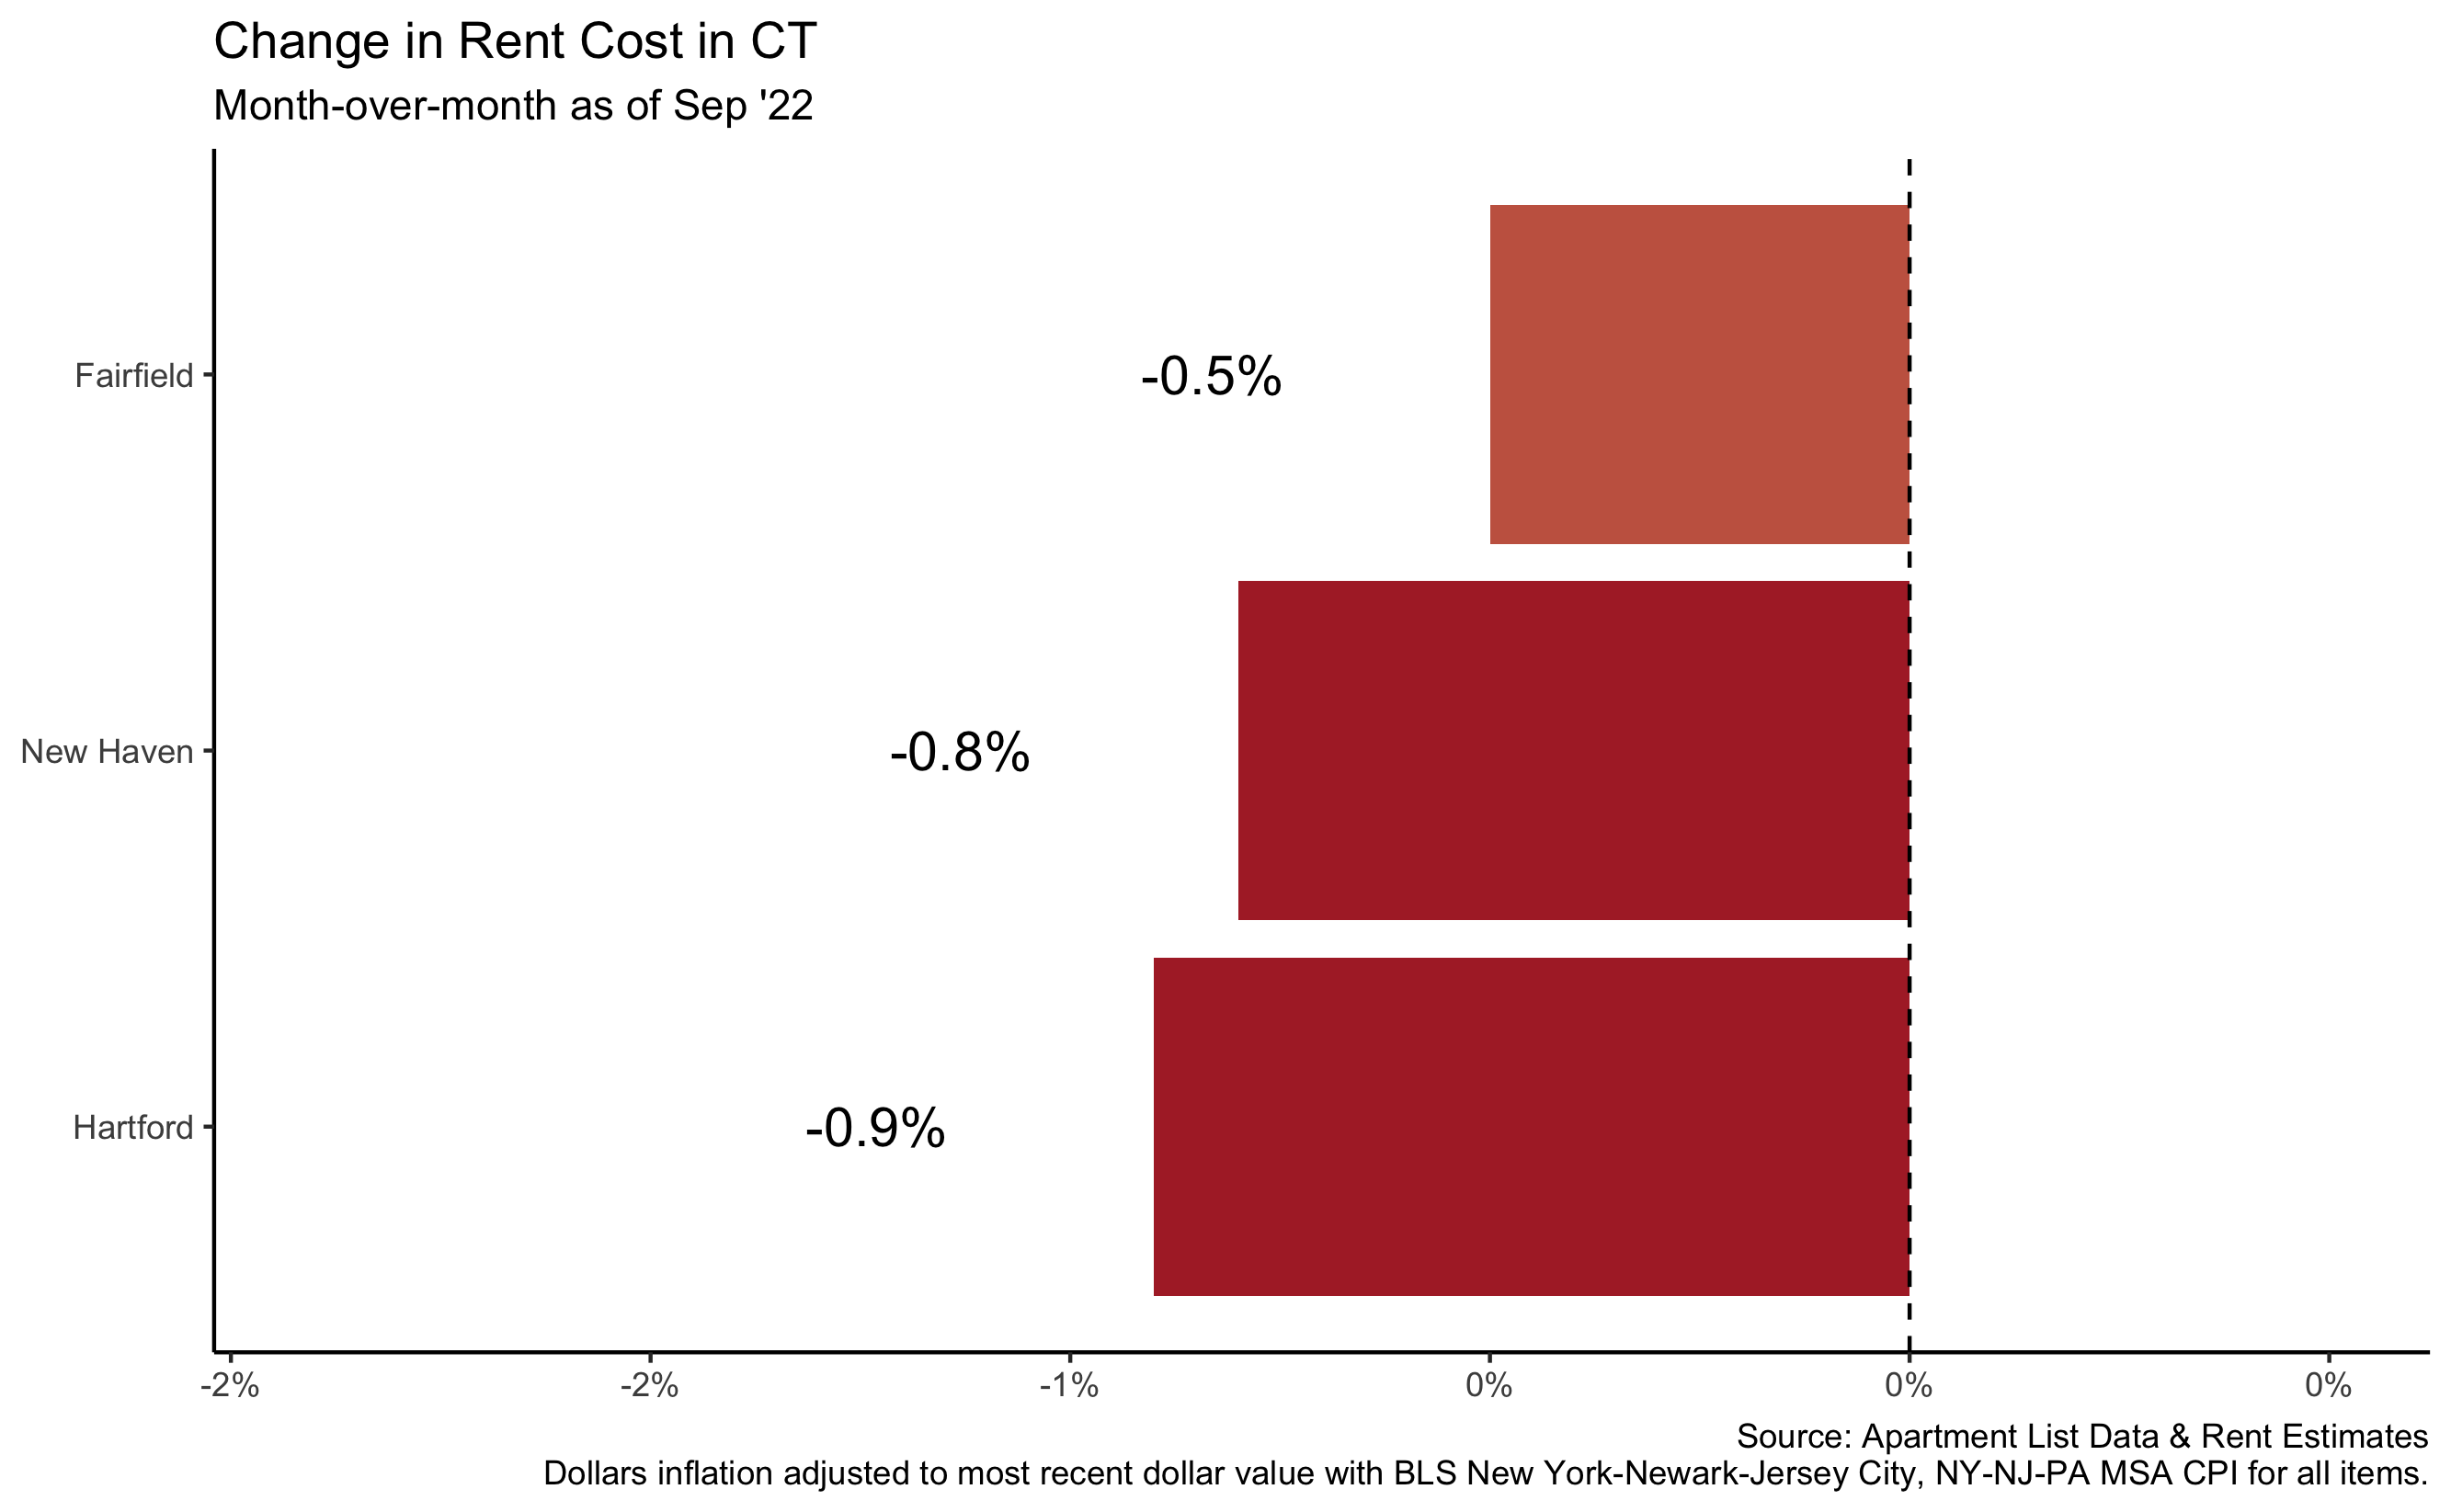 Change in Rent Cost in CT
Month-over-month as of Sep '22
Fairfield
-0.5%
New Haven
-0.8%
Hartford
-0.9%
-2%
-2%
-1%
0%
0%
0%
Source: Apartment List Data & Rent Estimates
Dollars inflation adjusted to most recent dollar value with BLS New York-Newark-Jersey City, NY-NJ-PA MSA CPI for all items.